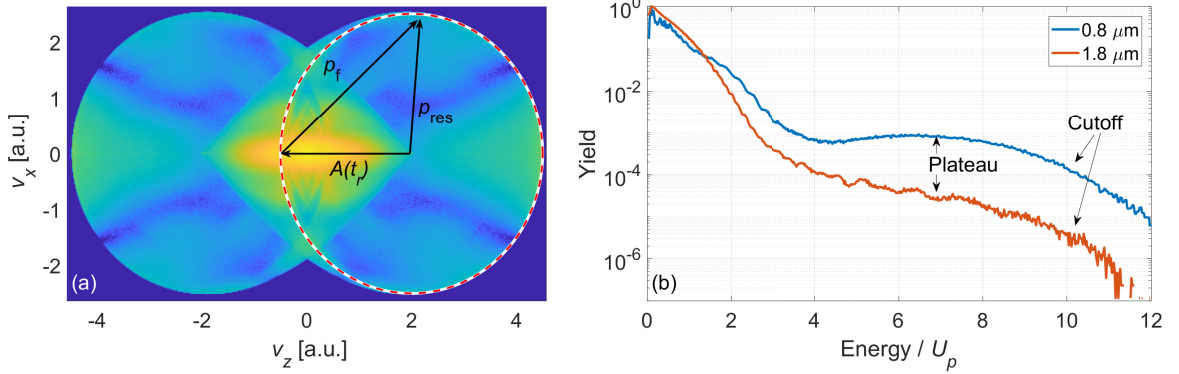 2
1
0
-1
-2
v_x [a.u.]
p_f
p_res
A(t_r)
(a)
-4
-2
0
2
4
v_z [a.u.]
10^0
10^-2
10^-4
10^-6
Yield
0.8 μm
1.8 μm
Cutoff
Plateau
(b)
0
2
4
6
8
10
12
Energy / U_p